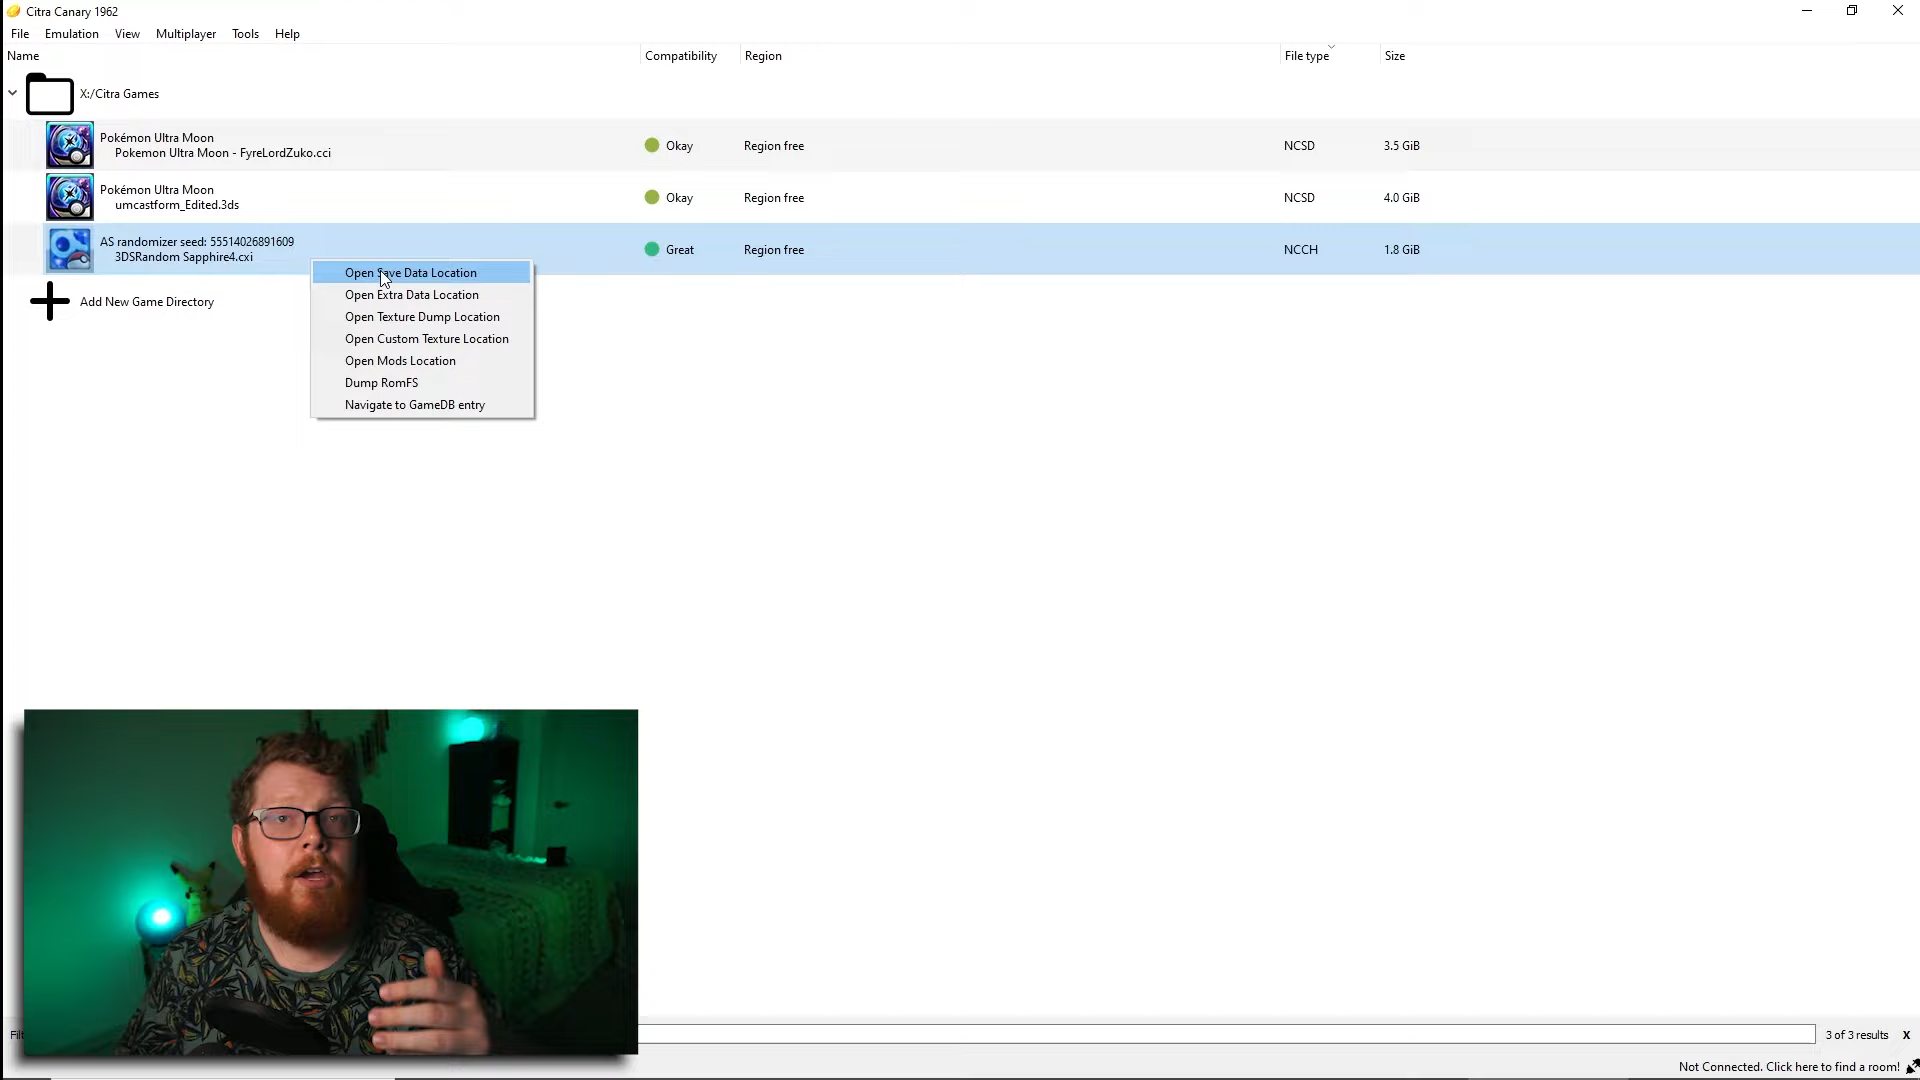 Citra Canary 1962
File Emulation View Multiplayer Tools Help
Name Compatibility Region File type Size
X:/Citra Games
Pokémon Ultra Moon
Pokemon Ultra Moon - FyreLordZuko.cci
Okay Region free NCSD 3.5 GiB
Pokémon Ultra Moon
umcastform_Edited.3ds
Okay Region free NCSD 4.0 GiB
AS randomizer seed: 55514026891609
3DSRandom Sapphire4.cxi
Great Region free NCCH 1.8 GiB
Open Save Data Location
Open Extra Data Location
Open Texture Dump Location
Open Custom Texture Location
Open Mods Location
Dump RomFS
Navigate to GameDB entry
Add New Game Directory
3 of 3 results X
Not Connected. Click here to find a room!